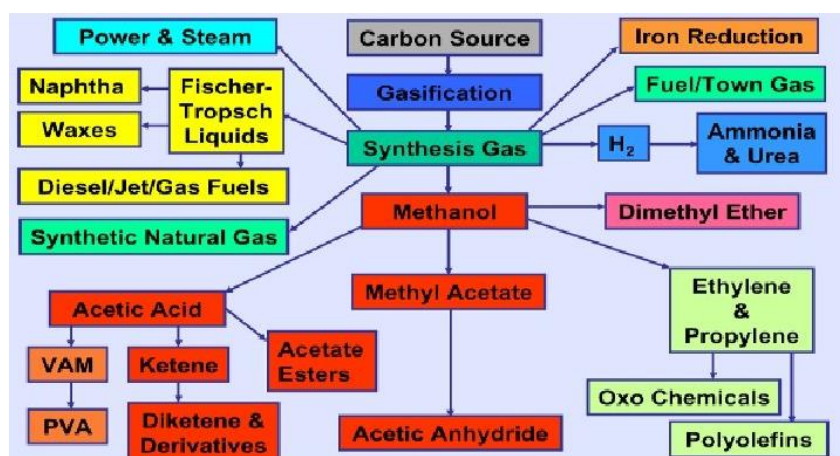 Power & Steam
Carbon Source
Iron Reduction
Naphtha
Fischer-
Tropsch
Liquids
Gasification
Fuel/Town Gas
Waxes
Synthesis Gas
H2
Ammonia
& Urea
Diesel/Jet/Gas Fuels
Methanol
Dimethyl Ether
Synthetic Natural Gas
Acetic Acid
Methyl Acetate
Ethylene
&
Propylene
VAM
Ketene
Acetate
Esters
Oxo Chemicals
PVA
Diketene &
Derivatives
Acetic Anhydride
Polyolefins